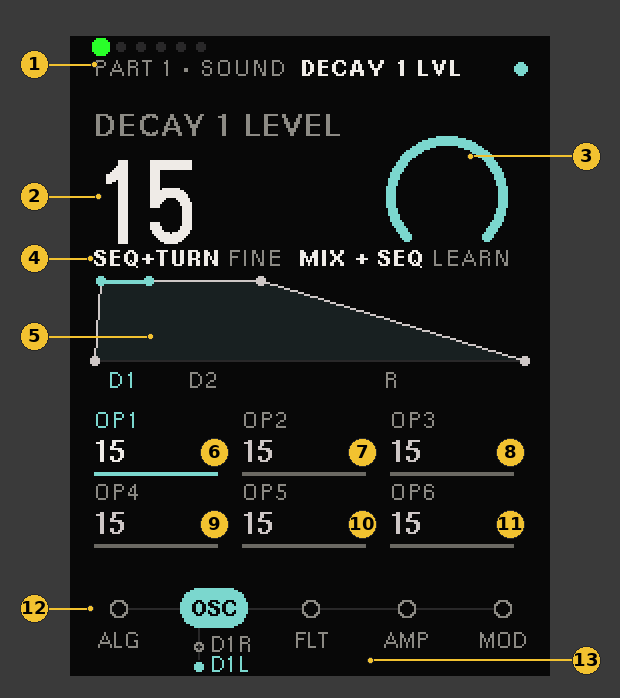 1 PART 1 · SOUND DECAY 1 LVL
DECAY 1 LEVEL
3
2 15
4 SEQ+TURN FINE MIX + SEQ LEARN
5
D1 D2 R
OP1 OP2 OP3
15 6 15 7 15 8
OP4 OP5 OP6
15 9 15 10 15 11
12 OSC
ALG FLT AMP MOD
D1R
D1L 13